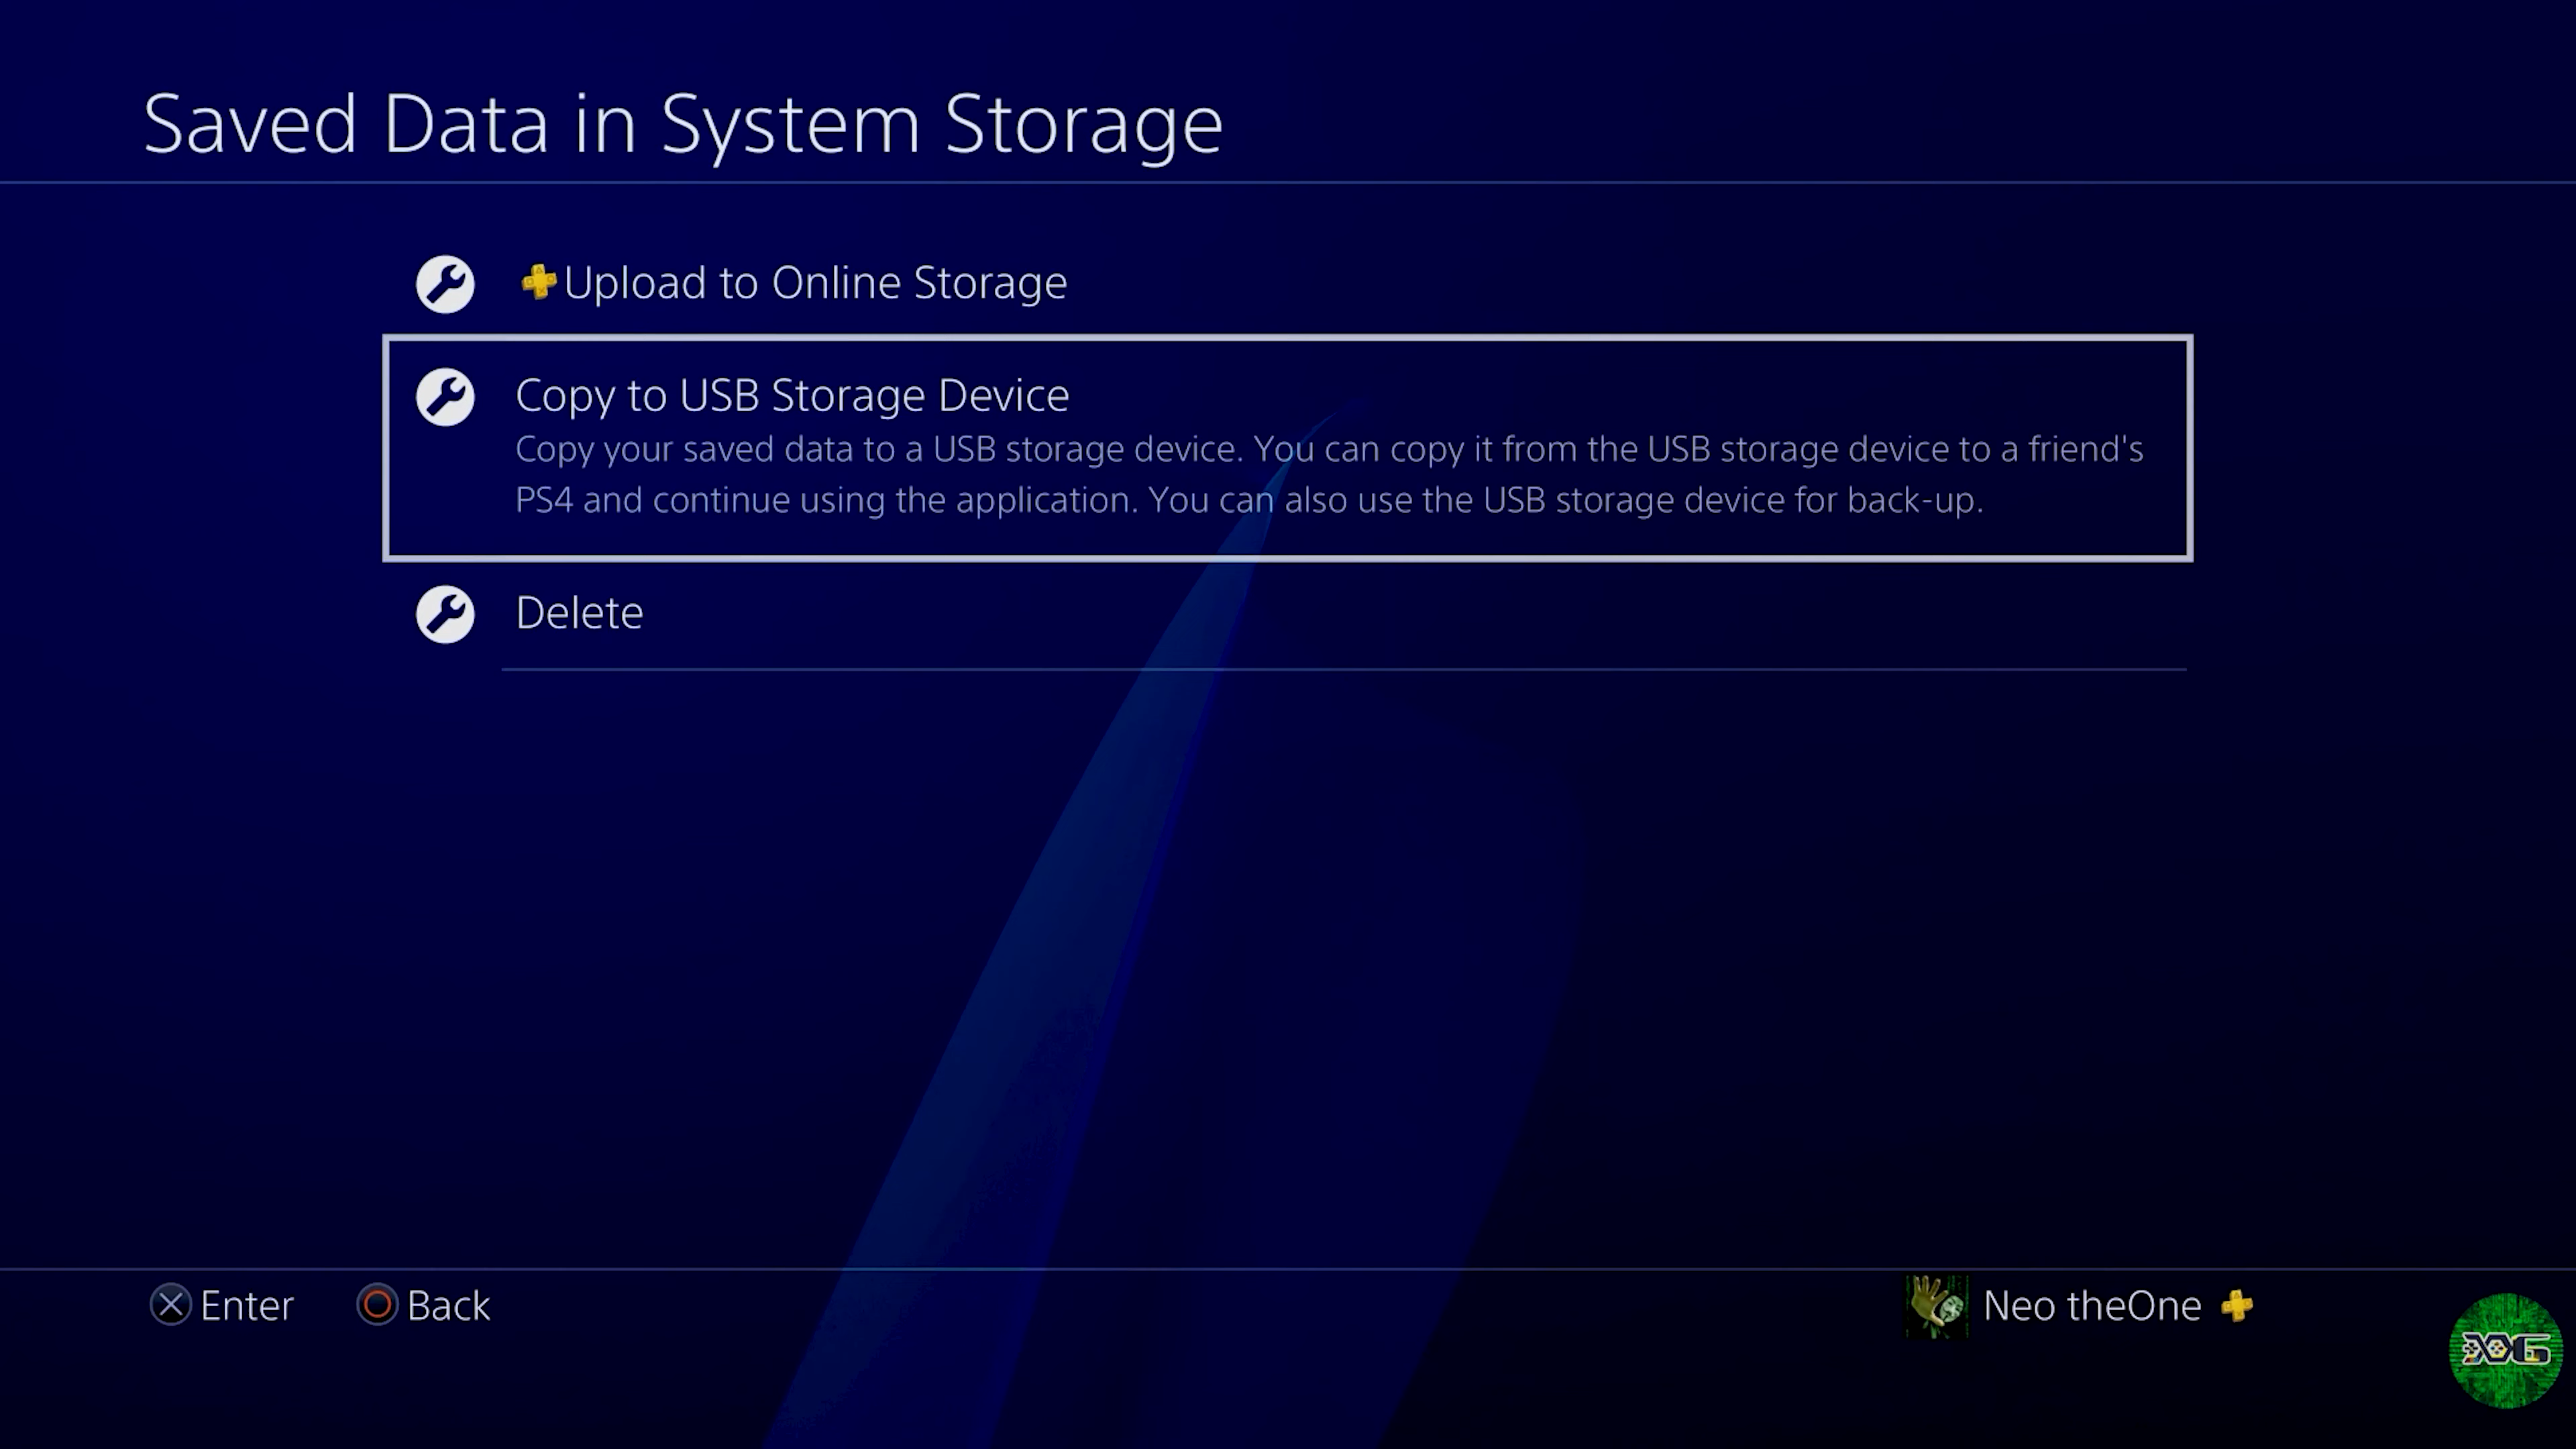 Saved Data in System Storage
Upload to Online Storage
Copy to USB Storage Device
Copy your saved data to a USB storage device. You can copy it from the USB storage device to a friend's
PS4 and continue using the application. You can also use the USB storage device for back-up.
Delete
Enter Back Neo theOne
XOG